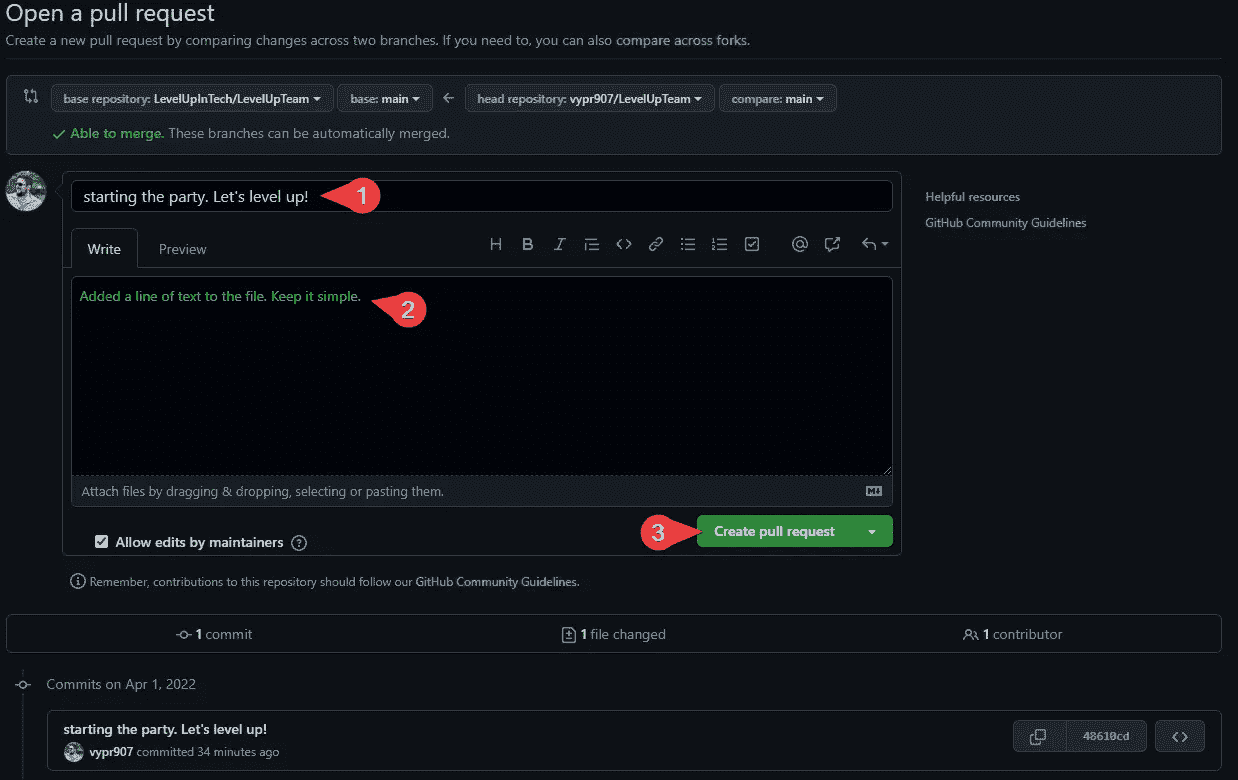 Open a pull request
Create a new pull request by comparing changes across two branches. If you need to, you can also compare across forks.
base repository: LevelUpInTech/LevelUpTeam
base: main
head repository: vypr907/LevelUpTeam
compare: main
Able to merge. These branches can be automatically merged.
starting the party. Let's level up!
1
Helpful resources
GitHub Community Guidelines
Write
Preview
H B I
Added a line of text to the file. Keep it simple.
2
Attach files by dragging & dropping, selecting or pasting them.
Allow edits by maintainers
3
Create pull request
Remember, contributions to this repository should follow our GitHub Community Guidelines.
1 commit
1 file changed
1 contributor
Commits on Apr 1, 2022
starting the party. Let's level up!
vypr907 committed 34 minutes ago
48610cd